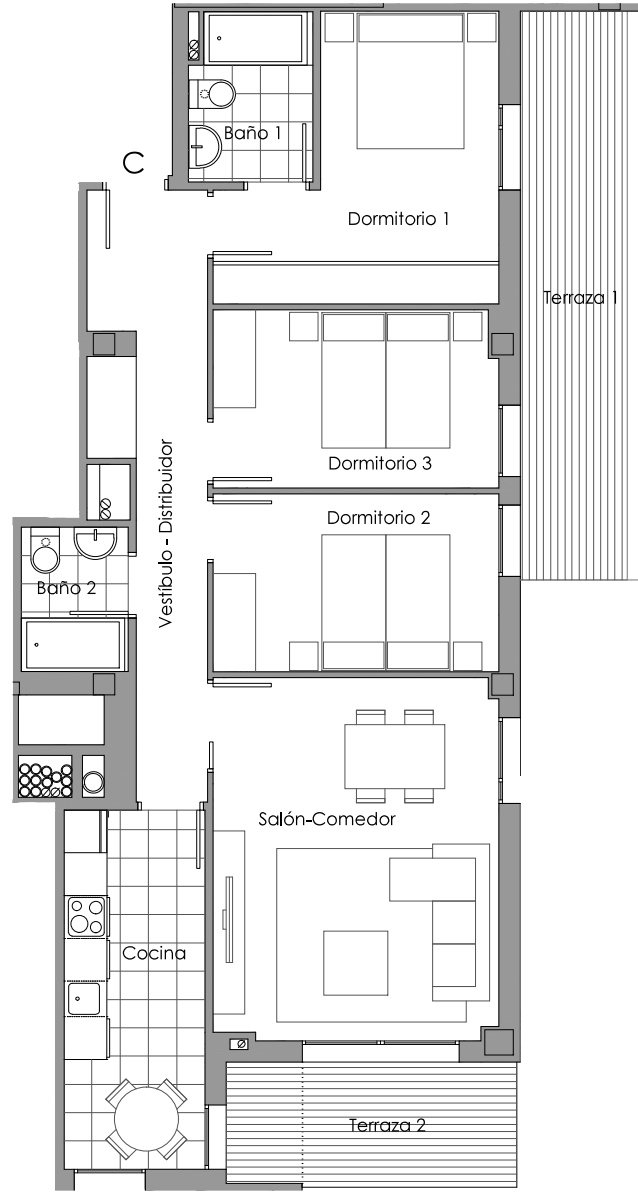 Baño 1
C
Dormitorio 1
Terraza 1
Dormitorio 3
Vestíbulo - Distribuidor
Dormitorio 2
Baño 2
Salón-Comedor
Cocina
Terraza 2